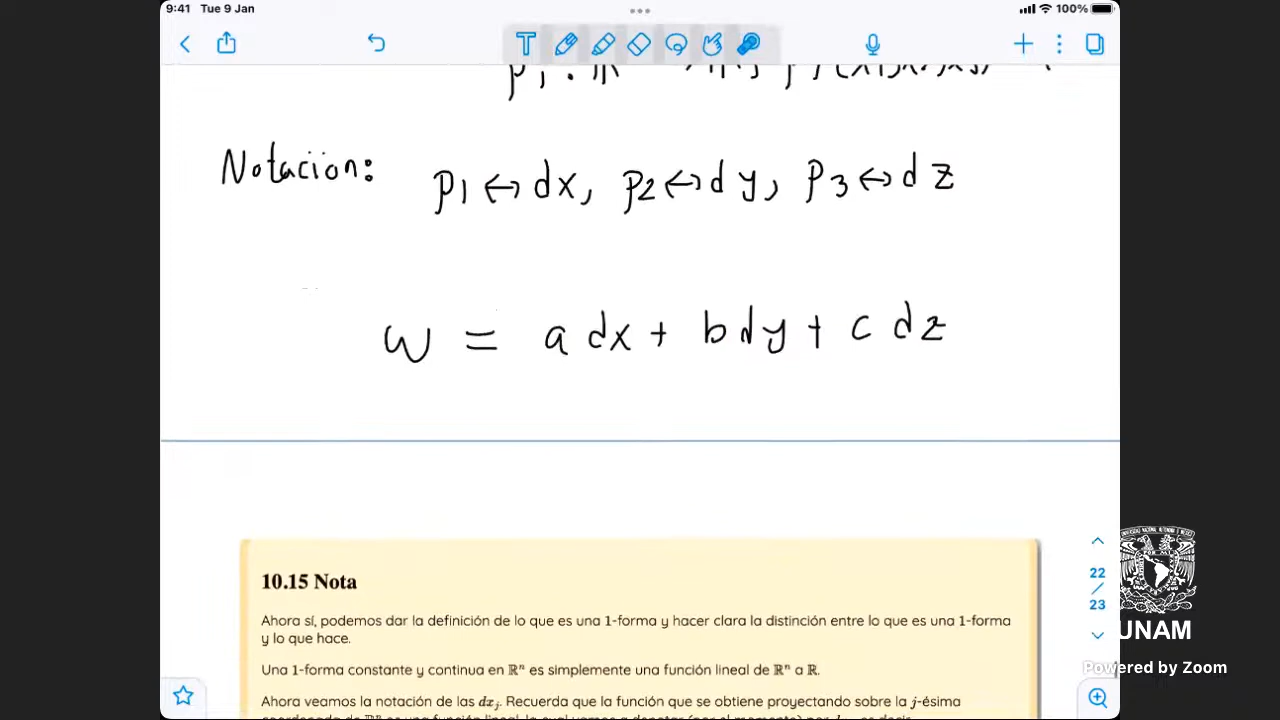 9:41 Tue 9 Jan 100%
Notacion: p1 ↔ dx, p2 ↔ dy, p3 ↔ dz
ω = a dx + b dy + c dz
10.15 Nota
Ahora sí, podemos dar la definición de lo que es una 1-forma y hacer clara la distinción entre lo que es una 1-forma
y lo que hace.
Una 1-forma constante y continua en ℝⁿ es simplemente una función lineal de ℝⁿ a ℝ.
Ahora veamos la notación de las dxⱼ. Recuerda que la función que se obtiene proyectando sobre la j-ésima
22
/
23
UNAM
Powered by Zoom